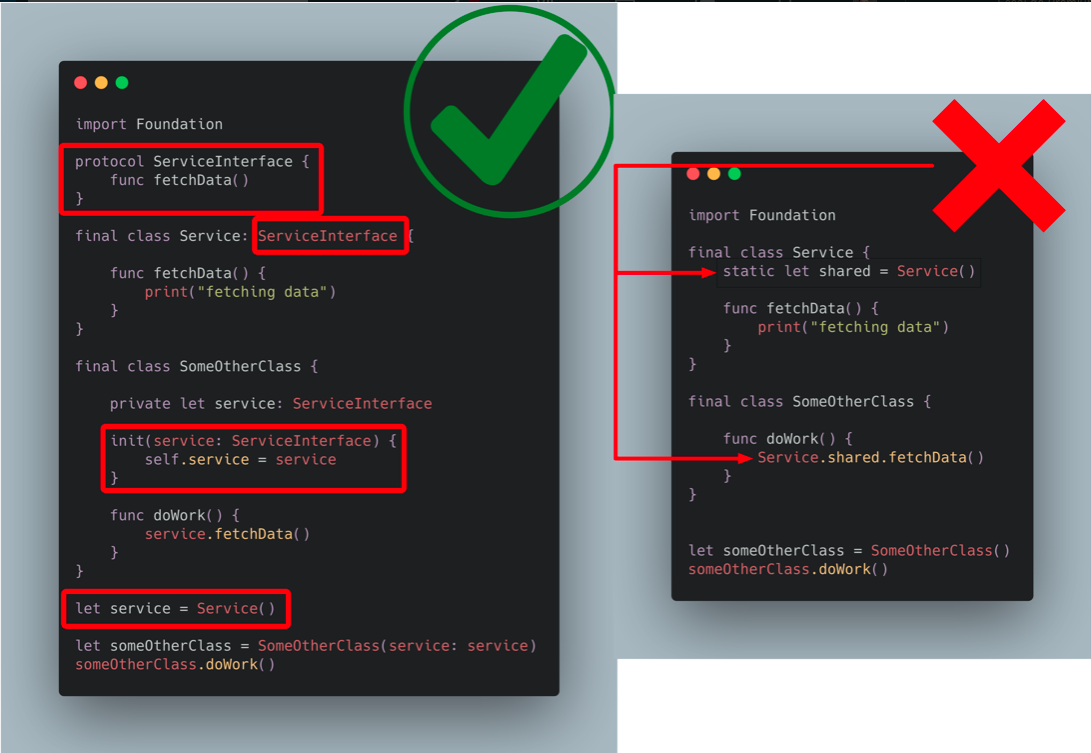 import Foundation
protocol ServiceInterface {
func fetchData()
}
final class Service: ServiceInterface {
func fetchData() {
print("fetching data")
}
}
final class SomeOtherClass {
private let service: ServiceInterface
init(service: ServiceInterface) {
self.service = service
}
func doWork() {
service.fetchData()
}
}
let service = Service()
let someOtherClass = SomeOtherClass(service: service)
someOtherClass.doWork()
import Foundation
final class Service {
static let shared = Service()
func fetchData() {
print("fetching data")
}
}
final class SomeOtherClass {
func doWork() {
Service.shared.fetchData()
}
}
let someOtherClass = SomeOtherClass()
someOtherClass.doWork()